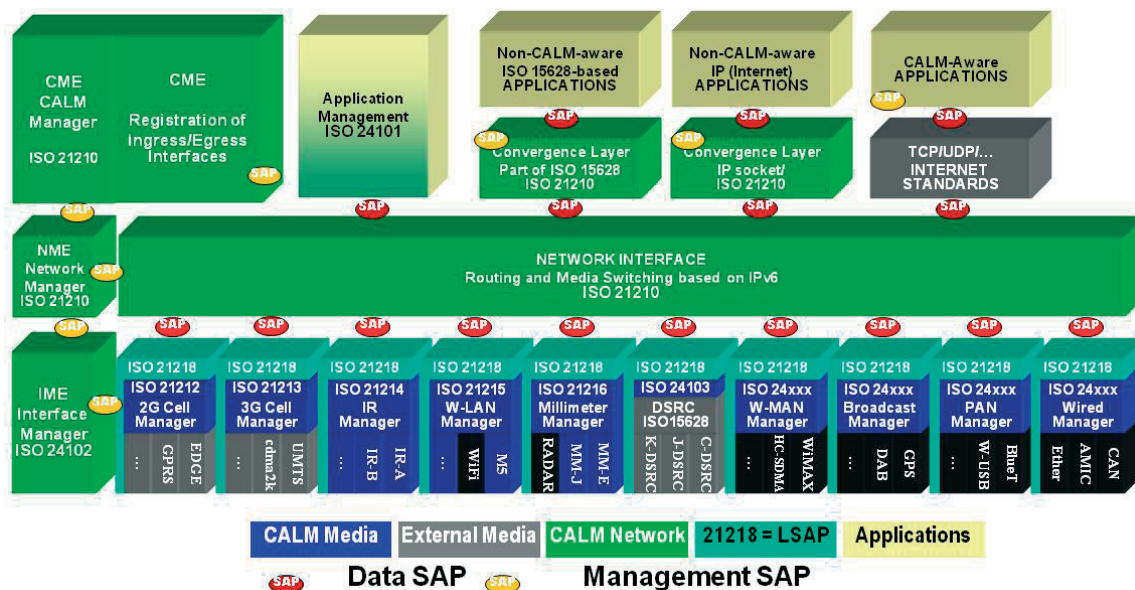 CME
CALM
Manager
ISO 21210
CME
Registration of
Ingress/Egress
Interfaces
SAP
Application
Management
ISO 24101
Non-CALM-aware
ISO 15628-based
APPLICATIONS
SAP
SAP
Convergence Layer
Part of ISO 15628
ISO 21210
Non-CALM-aware
IP (Internet)
APPLICATIONS
SAP
SAP
Convergence Layer
IP socket/
ISO 21210
CALM-Aware
APPLICATIONS
SAP
SAP
TCP/UDP/...
INTERNET
STANDARDS
SAP
SAP
SAP
SAP
SAP
NME
Network
Manager
ISO 21210
SAP
NETWORK INTERFACE
Routing and Media Switching based on IPv6
ISO 21210
SAP
SAP
SAP
SAP
SAP
SAP
SAP
SAP
SAP
SAP
SAP
IME
Interface
Manager
ISO 24102
SAP
ISO 21218
ISO 21212
2G Cell
Manager
...
GPRS
EDGE
ISO 21218
ISO 21213
3G Cell
Manager
...
cdma2k
UMTS
ISO 21218
ISO 21214
IR
Manager
...
IR-B
IR-A
ISO 21218
ISO 21215
W-LAN
Manager
...
WiFi
M5
ISO 21218
ISO 21216
Millimeter
Manager
RADAR
MM-J
MM-E
ISO 21218
ISO 24103
DSRC
ISO15628
K-DSRC
J-DSRC
C-DSRC
ISO 21218
ISO 24xxx
W-MAN
Manager
...
HC-SDMA
WiMAX
ISO 21218
ISO 24xxx
Broadcast
Manager
...
DAB
GPS
ISO 21218
ISO 24xxx
PAN
Manager
...
W-USB
BlueT
ISO 21218
ISO 24xxx
Wired
Manager
Ether
AMIC
CAN
CALM Media
External Media
CALM Network
21218 = LSAP
Applications
SAP
Data SAP
SAP
Management SAP